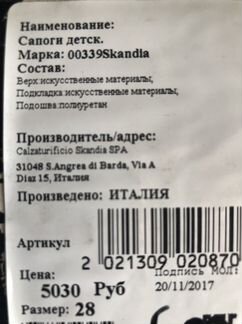 Наименование:
Сапоги детск.
Марка: 00339Skandia
Состав:
Верх:искусственные материалы;
Подкладка:искусственные материалы;
Подошва:полиуретан
Производитель/адрес:
Calzaturificio Skandia SPA
31048 S.Angrea di Barda, Via A
Diaz 15, Италия
Произведено: ИТАЛИЯ
Артикул
2 021309 020870
Подпись МОЛ:
Цена:
5030 Руб
20/11/2017
Размер: 28